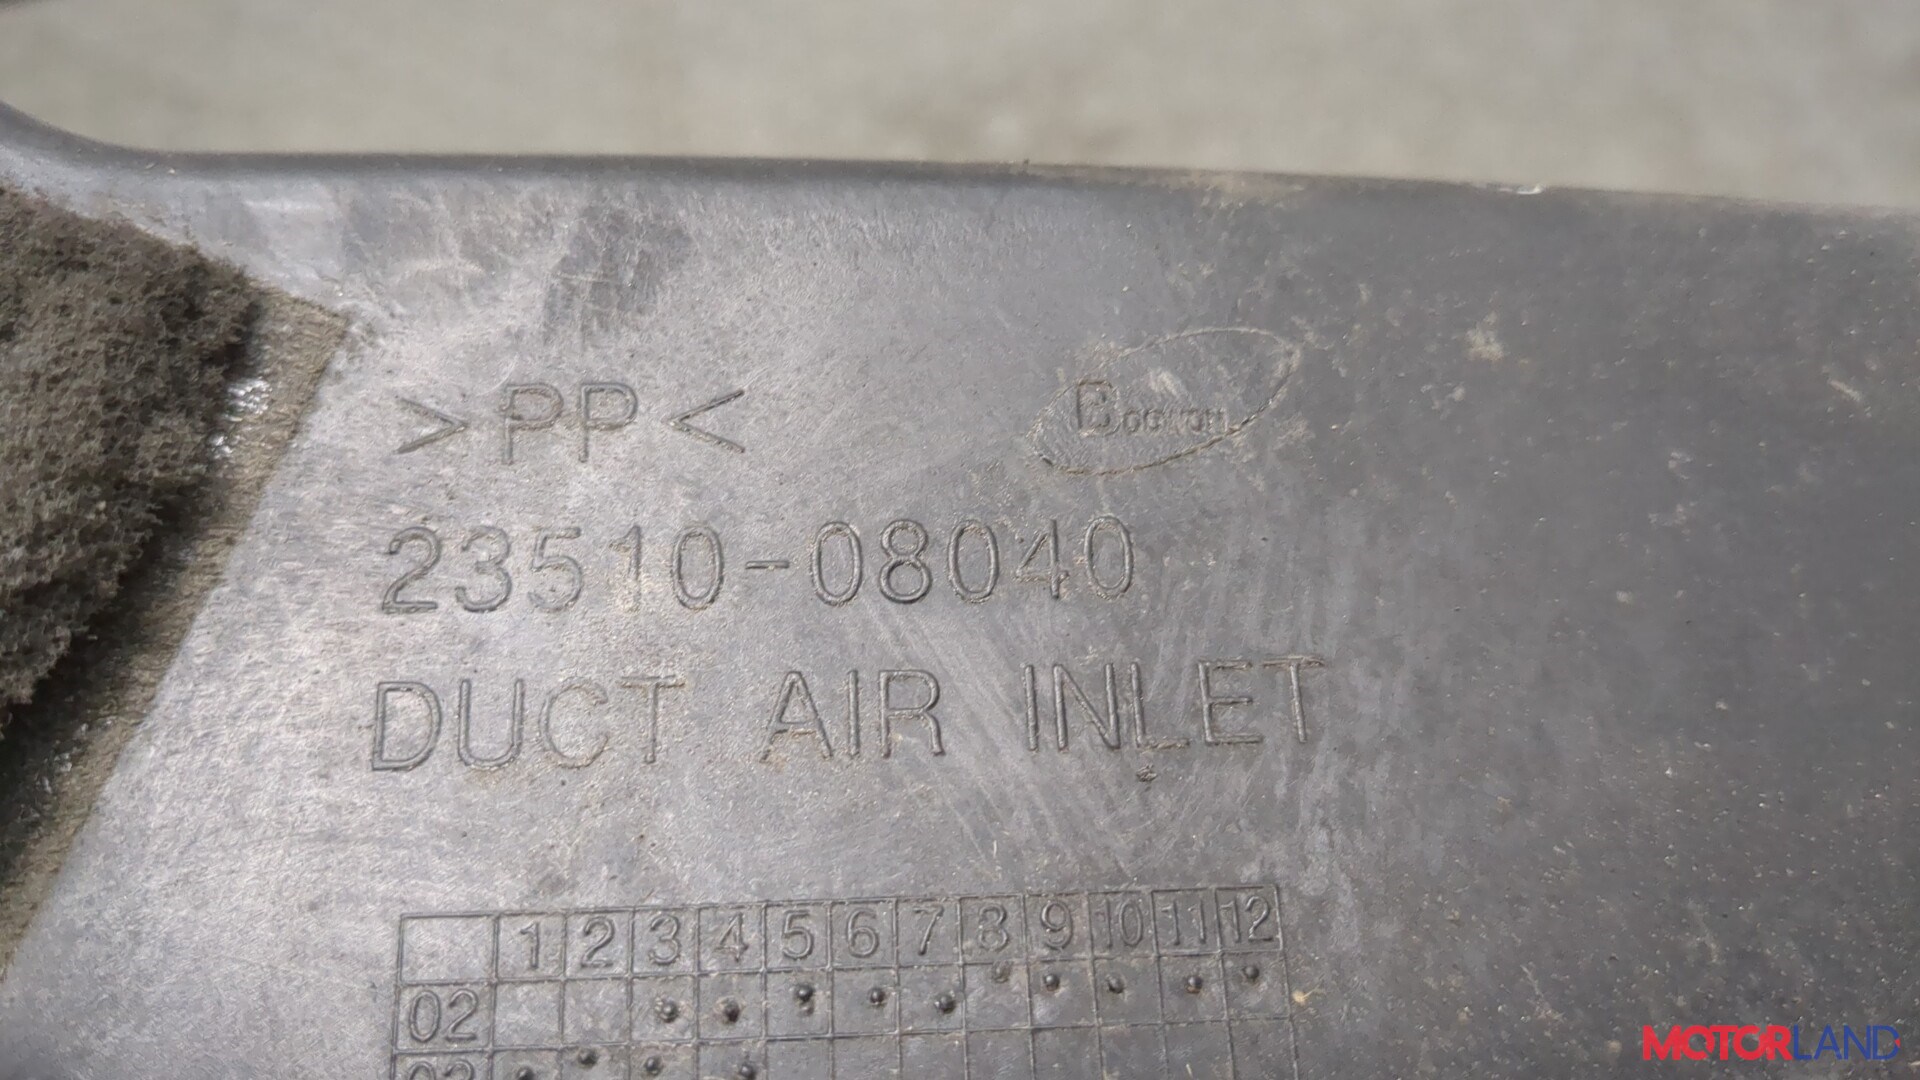 >PP<
23510-08040
DUCT AIR INLET
1 2 3 4 5 6 7 8 9 10 11 12
02
03
MOTORLAND